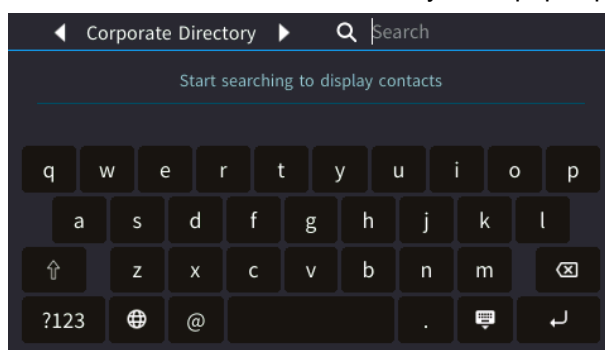 Corporate Directory Search
Start searching to display contacts
q w e r t y u i o p
a s d f g h j k l
z x c v b n m
?123 @ .